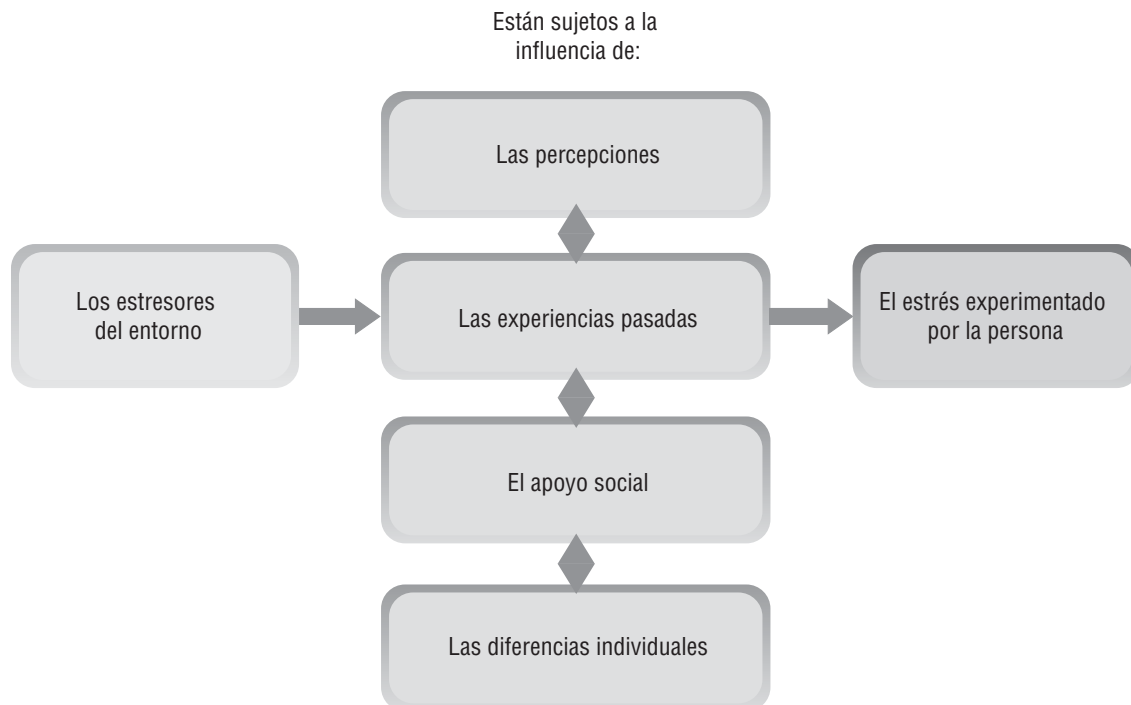 Están sujetos a la
influencia de:
Las percepciones
Los estresores
del entorno
Las experiencias pasadas
El estrés experimentado
por la persona
El apoyo social
Las diferencias individuales